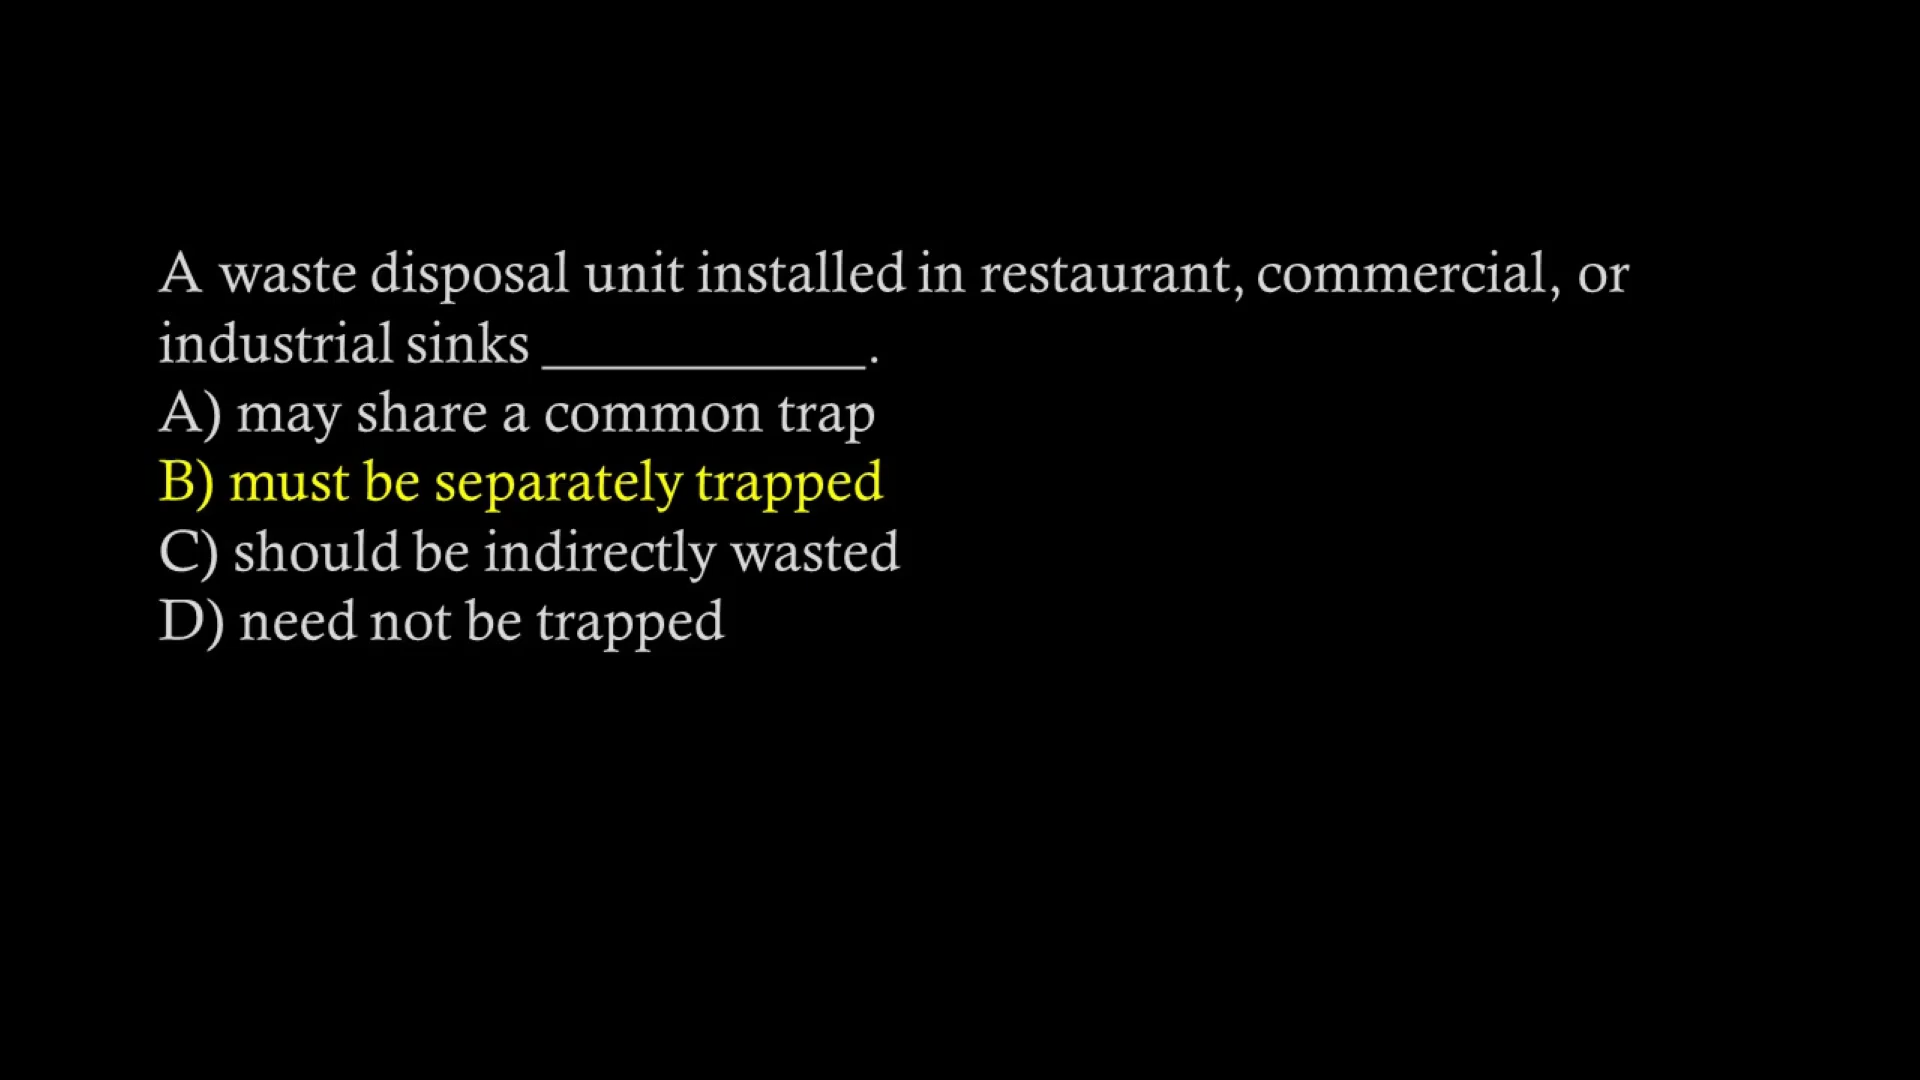 A waste disposal unit installed in restaurant, commercial, or
industrial sinks ____________.
A) may share a common trap
B) must be separately trapped
C) should be indirectly wasted
D) need not be trapped